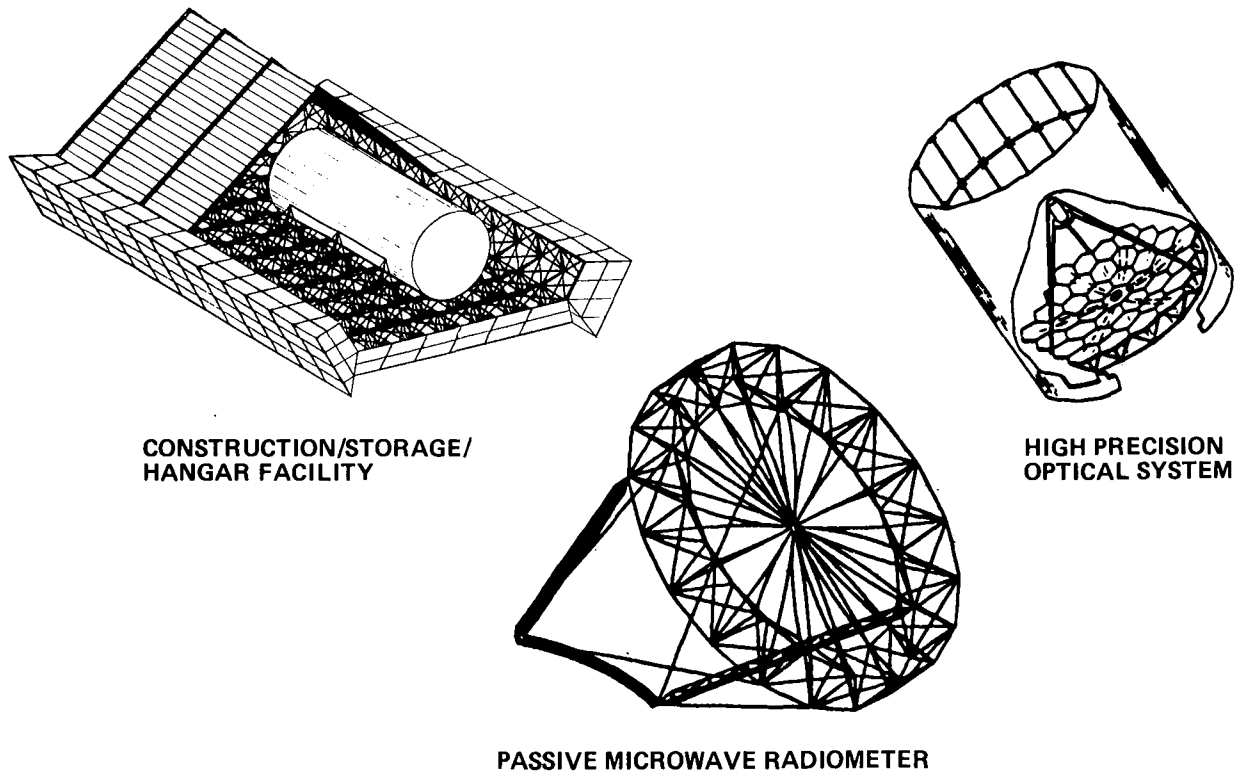 CONSTRUCTION/STORAGE/
HANGAR FACILITY
HIGH PRECISION
OPTICAL SYSTEM
PASSIVE MICROWAVE RADIOMETER